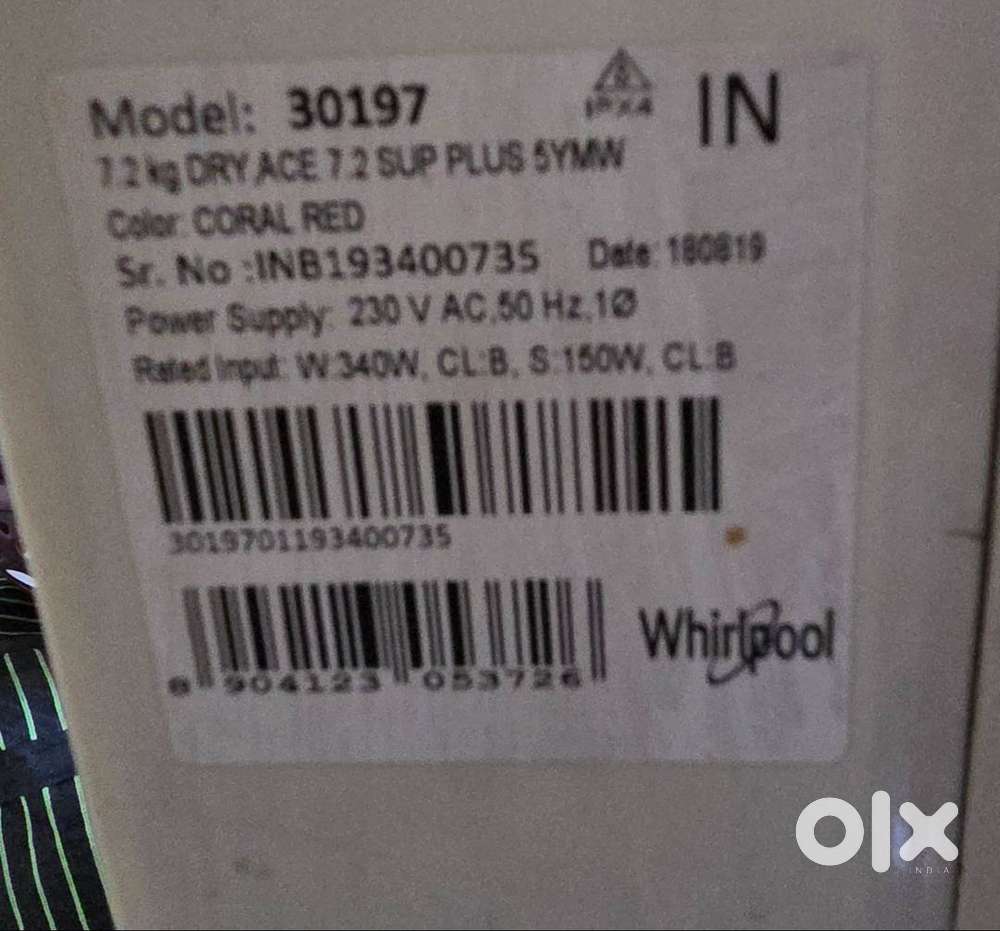 Model: 30197
IPX4
IN
7.2 kg DRY ACE 7.2 SUP PLUS 5YMW
Color: CORAL RED
Sr. No :INB193400735 Date: 180819
Power Supply: 230 V AC,50 Hz,1Ø
Rated Input: W:340W, CL:B, S:150W, CL:B
3019701193400735
8 904123 053726
Whirlpool
olx
INDIA